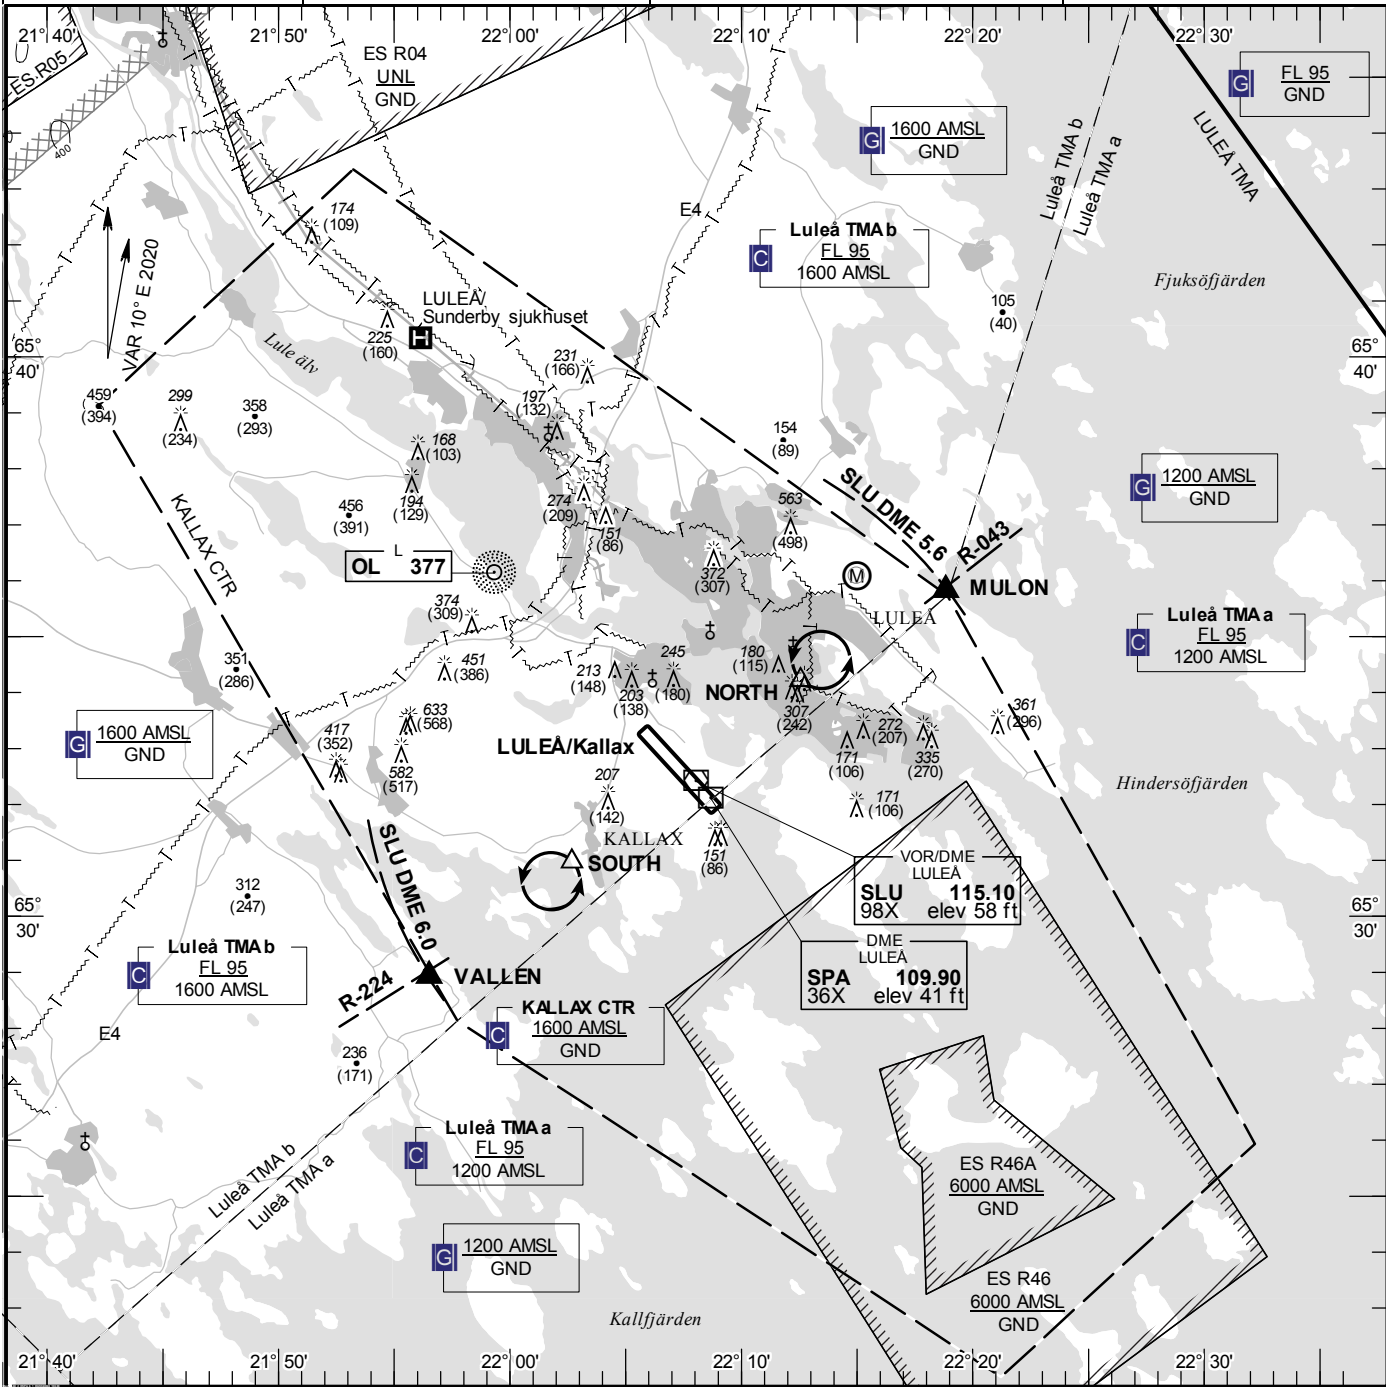 21°40' 21°50' 22°00' 22°10' 22°20' 22°30'
ES-R05
400
ES R04
UNL
GND
G
1600 AMSL
GND
G
FL 95
GND
LULEÅ TMA
Luleå TMA b
Luleå TMA a
E4
174
(109)
VAR 10° E 2020
C
Luleå TMA b
FL 95
1600 AMSL
Fjuksöfjärden
105
(40)
LULEÅ/
Sunderby sjukhuset
H
225
(160)
Lule älv
65°
40'
65°
40'
231
(166)
197
(132)
459
(394)
299
(234)
358
(293)
168
(103)
194
(129)
154
(89)
456
(391)
274
(209)
151
(86)
563
(498)
372
(307)
SLU DME 5.6
R-043
G
1200 AMSL
GND
KALLAX CTR
L
OL 377
M
MULON
LULEÅ
374
(309)
C
Luleå TMA a
FL 95
1200 AMSL
451
(386)
351
(286)
213
(148)
203
(138)
245
(180)
180
(115)
NORTH
307
(242)
272
(207)
171
(106)
335
(270)
361
(296)
633
(568)
417
(352)
582
(517)
G
1600 AMSL
GND
LULEÅ/Kallax
207
(142)
171
(106)
Hindersöfjärden
KALLAX
SOUTH
151
(86)
SLU DME 6.0
VOR/DME
LULEÅ
SLU 115.10
98X elev 58 ft
312
(247)
65°
30'
65°
30'
DME
LULEÅ
SPA 109.90
36X elev 41 ft
C
Luleå TMA b
FL 95
1600 AMSL
R-224
VALLEN
C
KALLAX CTR
1600 AMSL
GND
E4
236
(171)
C
Luleå TMA a
FL 95
1200 AMSL
Luleå TMA b
Luleå TMA a
ES R46A
6000 AMSL
GND
G
1200 AMSL
GND
ES R46
6000 AMSL
GND
Kallfjärden
21°40' 21°50' 22°00' 22°10' 22°20' 22°30'